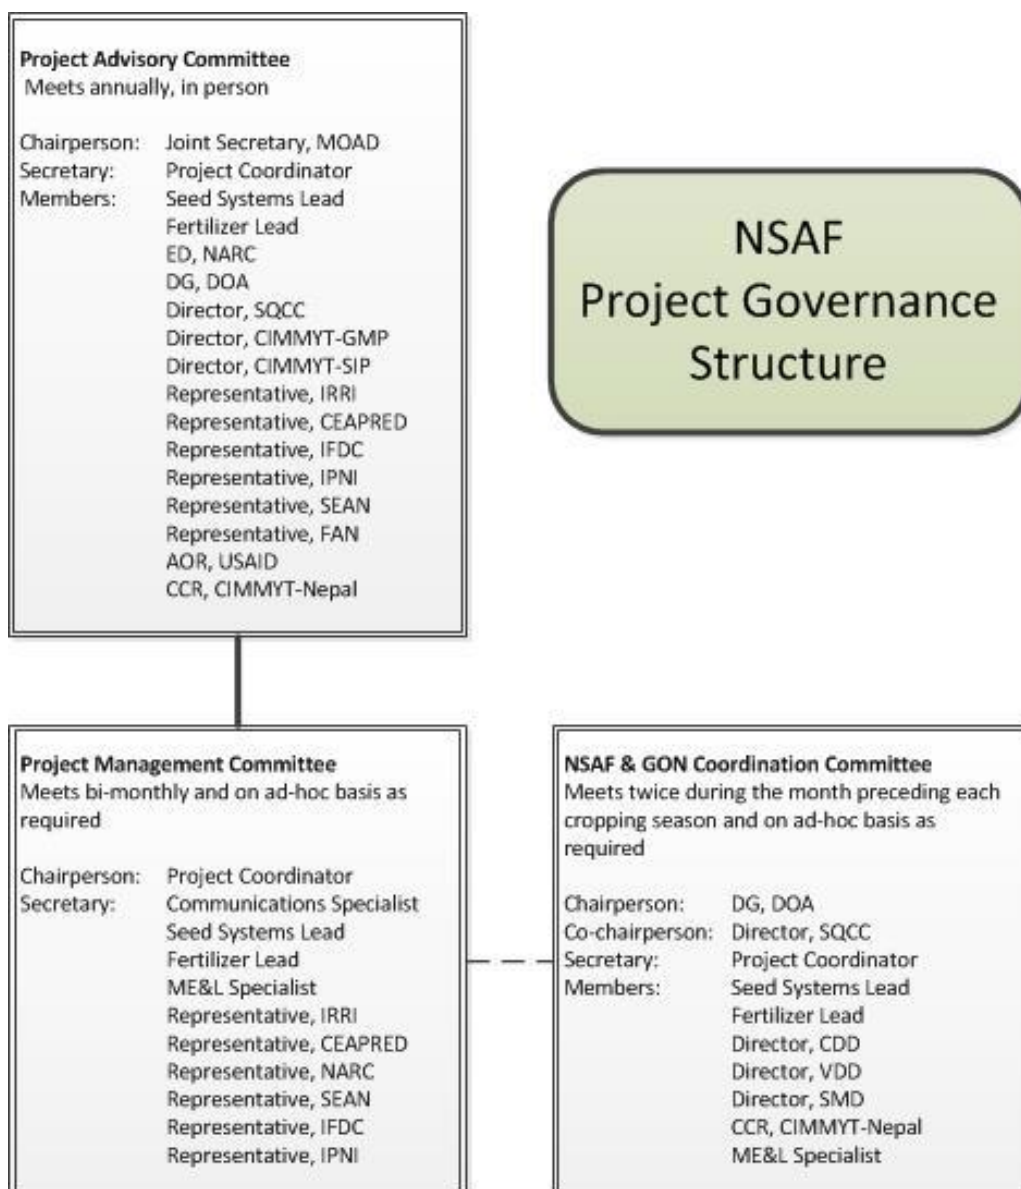 Project Advisory Committee
Meets annually, in person
Chairperson: Joint Secretary, MOAD
Secretary: Project Coordinator
Members: Seed Systems Lead
Fertilizer Lead
ED, NARC
DG, DOA
Director, SQCC
Director, CIMMYT-GMP
Director, CIMMYT-SIP
Representative, IRRI
Representative, CEAPRED
Representative, IFDC
Representative, IPNI
Representative, SEAN
Representative, FAN
AOR, USAID
CCR, CIMMYT-Nepal
NSAF
Project Governance
Structure
Project Management Committee
Meets bi-monthly and on ad-hoc basis as
required
Chairperson: Project Coordinator
Secretary: Communications Specialist
Seed Systems Lead
Fertilizer Lead
ME&L Specialist
Representative, IRRI
Representative, CEAPRED
Representative, NARC
Representative, SEAN
Representative, IFDC
Representative, IPNI
NSAF & GON Coordination Committee
Meets twice during the month preceding each
cropping season and on ad-hoc basis as
required
Chairperson: DG, DOA
Co-chairperson: Director, SQCC
Secretary: Project Coordinator
Members: Seed Systems Lead
Fertilizer Lead
Director, CDD
Director, VDD
Director, SMD
CCR, CIMMYT-Nepal
ME&L Specialist